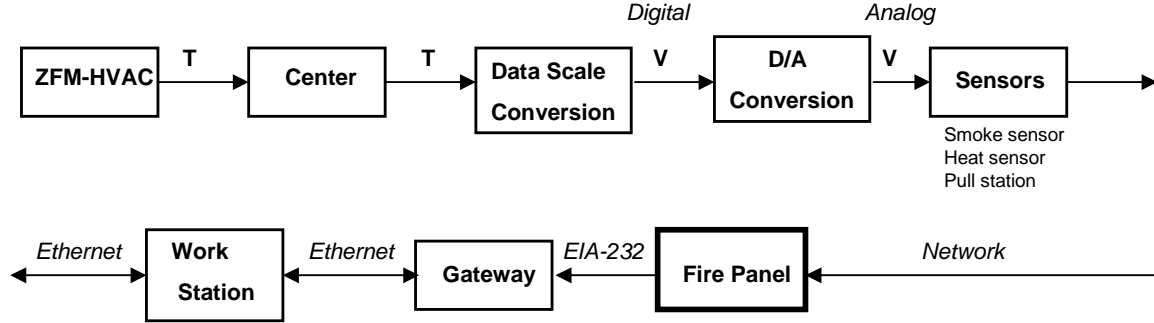 Digital
Analog
ZFM-HVAC
T
Center
T
Data Scale
Conversion
V
D/A
Conversion
V
Sensors
Smoke sensor
Heat sensor
Pull station
Ethernet
Work
Station
Ethernet
Gateway
EIA-232
Fire Panel
Network